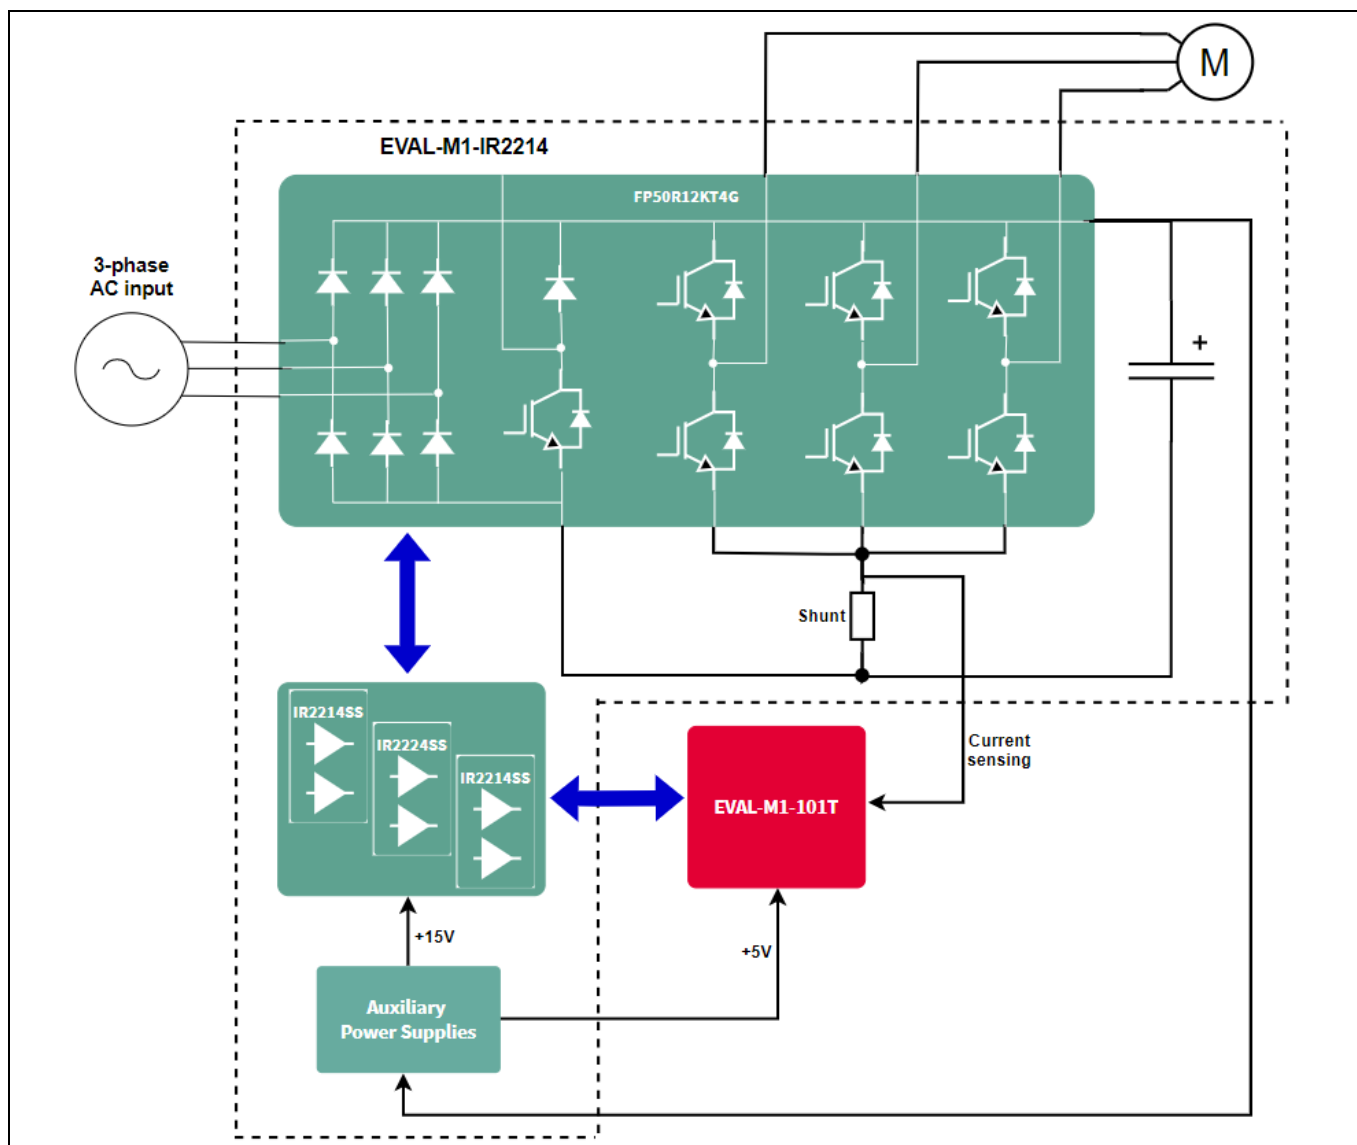 M
EVAL-M1-IR2214
FP50R12KT4G
3-phase
AC input
+
Shunt
IR2214SS
IR2224SS
IR2214SS
Current
sensing
EVAL-M1-101T
+15V
+5V
Auxiliary
Power Supplies